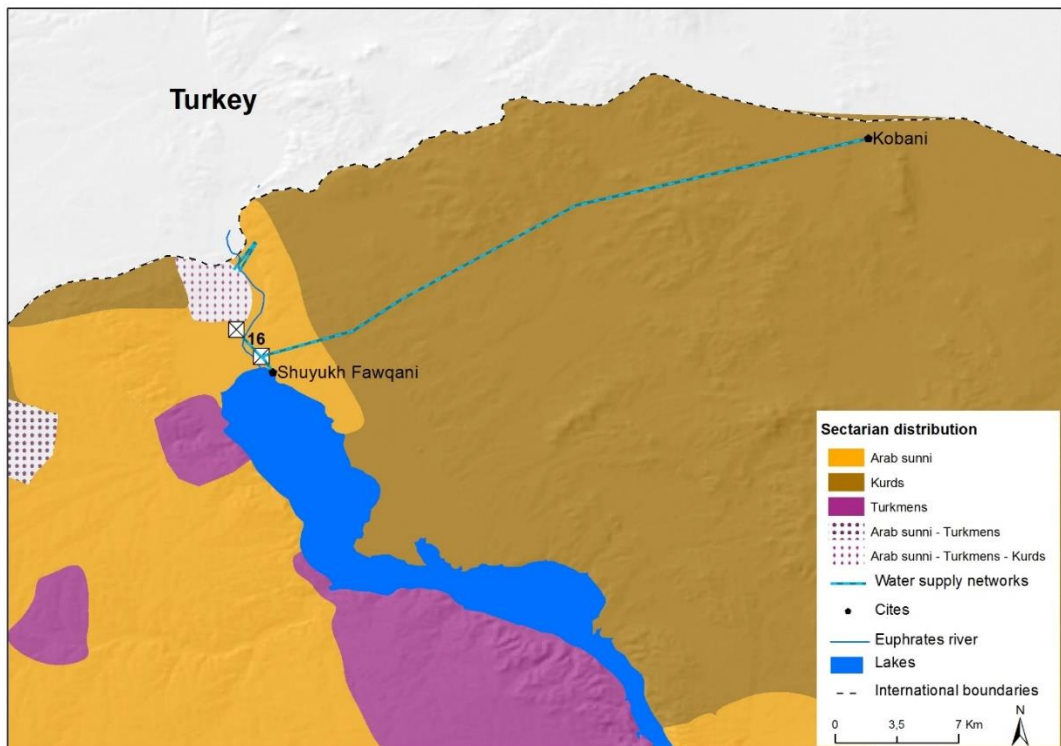 Turkey
Kobani
16
Shuyukh Fawqani
Sectarian distribution
Arab sunni
Kurds
Turkmens
Arab sunni - Turkmens
Arab sunni - Turkmens - Kurds
Water supply networks
Cites
Euphrates river
Lakes
International boundaries
N
0 3,5 7 Km